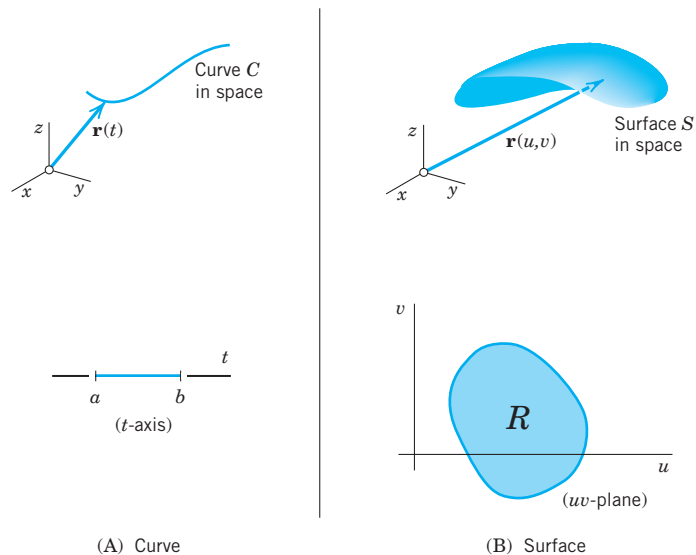 Curve C
in space
r(t)
z
x
y
t
a
b
(t-axis)
(A) Curve
Surface S
in space
r(u,v)
z
x
y
v
R
u
(uv-plane)
(B) Surface